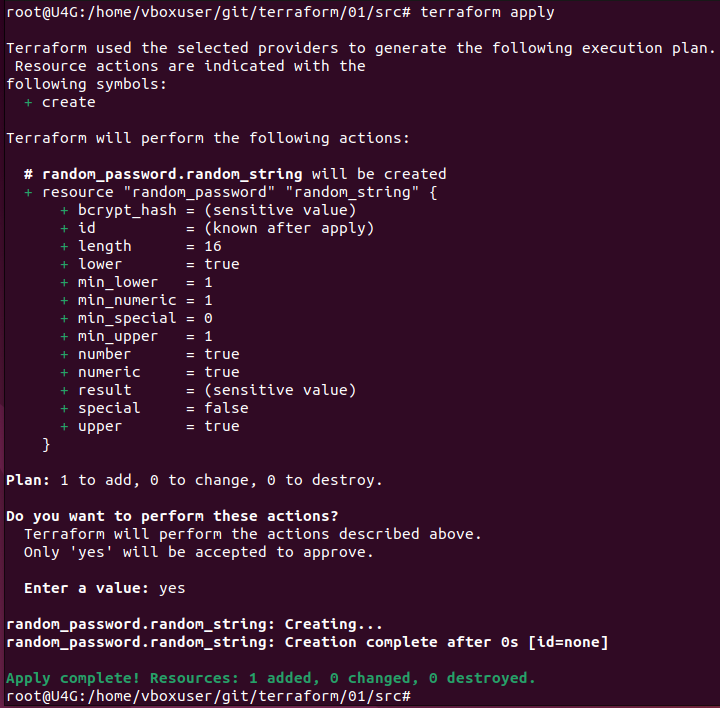 root@U4G:/home/vboxuser/git/terraform/01/src# terraform apply
Terraform used the selected providers to generate the following execution plan.
 Resource actions are indicated with the
following symbols:
  + create
Terraform will perform the following actions:
  # random_password.random_string will be created
  + resource "random_password" "random_string" {
      + bcrypt_hash = (sensitive value)
      + id          = (known after apply)
      + length      = 16
      + lower       = true
      + min_lower   = 1
      + min_numeric = 1
      + min_special = 0
      + min_upper   = 1
      + number      = true
      + numeric     = true
      + result      = (sensitive value)
      + special     = false
      + upper       = true
    }
Plan: 1 to add, 0 to change, 0 to destroy.
Do you want to perform these actions?
  Terraform will perform the actions described above.
  Only 'yes' will be accepted to approve.
  Enter a value: yes
random_password.random_string: Creating...
random_password.random_string: Creation complete after 0s [id=none]
Apply complete! Resources: 1 added, 0 changed, 0 destroyed.
root@U4G:/home/vboxuser/git/terraform/01/src#